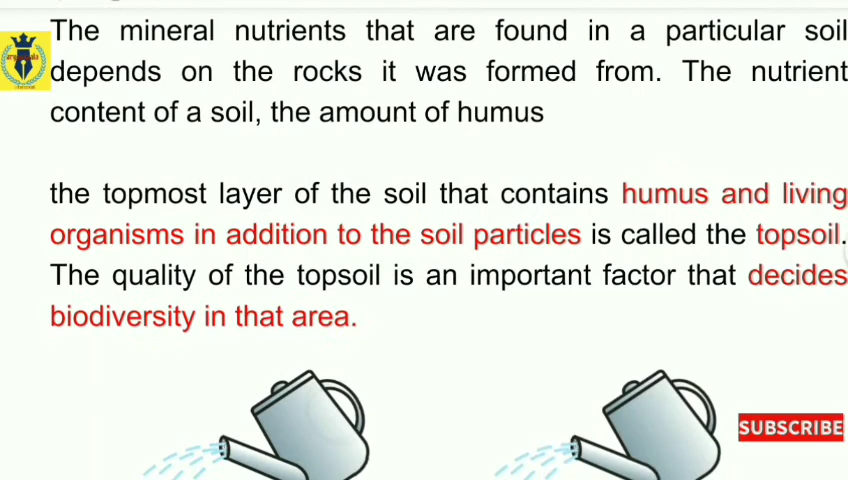 The mineral nutrients that are found in a particular soil
depends on the rocks it was formed from. The nutrient
content of a soil, the amount of humus
the topmost layer of the soil that contains humus and living
organisms in addition to the soil particles is called the topsoil.
The quality of the topsoil is an important factor that decides
biodiversity in that area.
SUBSCRIBE